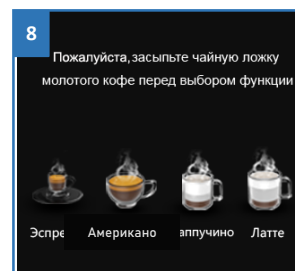 8
Пожалуйста, засыпьте чайную ложку
молотого кофе перед выбором функции
Эспре Американо аппучино Латте